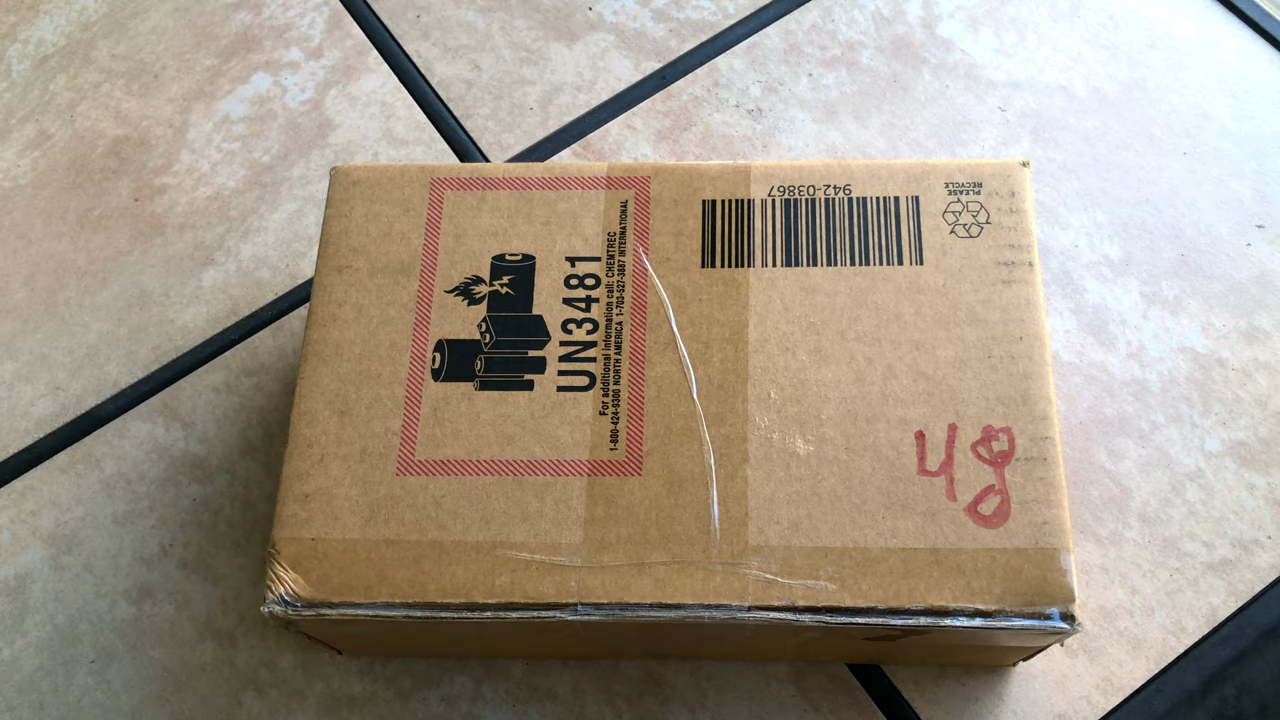 UN3481
For additional information call: CHEMTREC
1-800-424-9300 NORTH AMERICA 1-703-527-3887 INTERNATIONAL
942-03867
PLEASE
RECYCLE
48